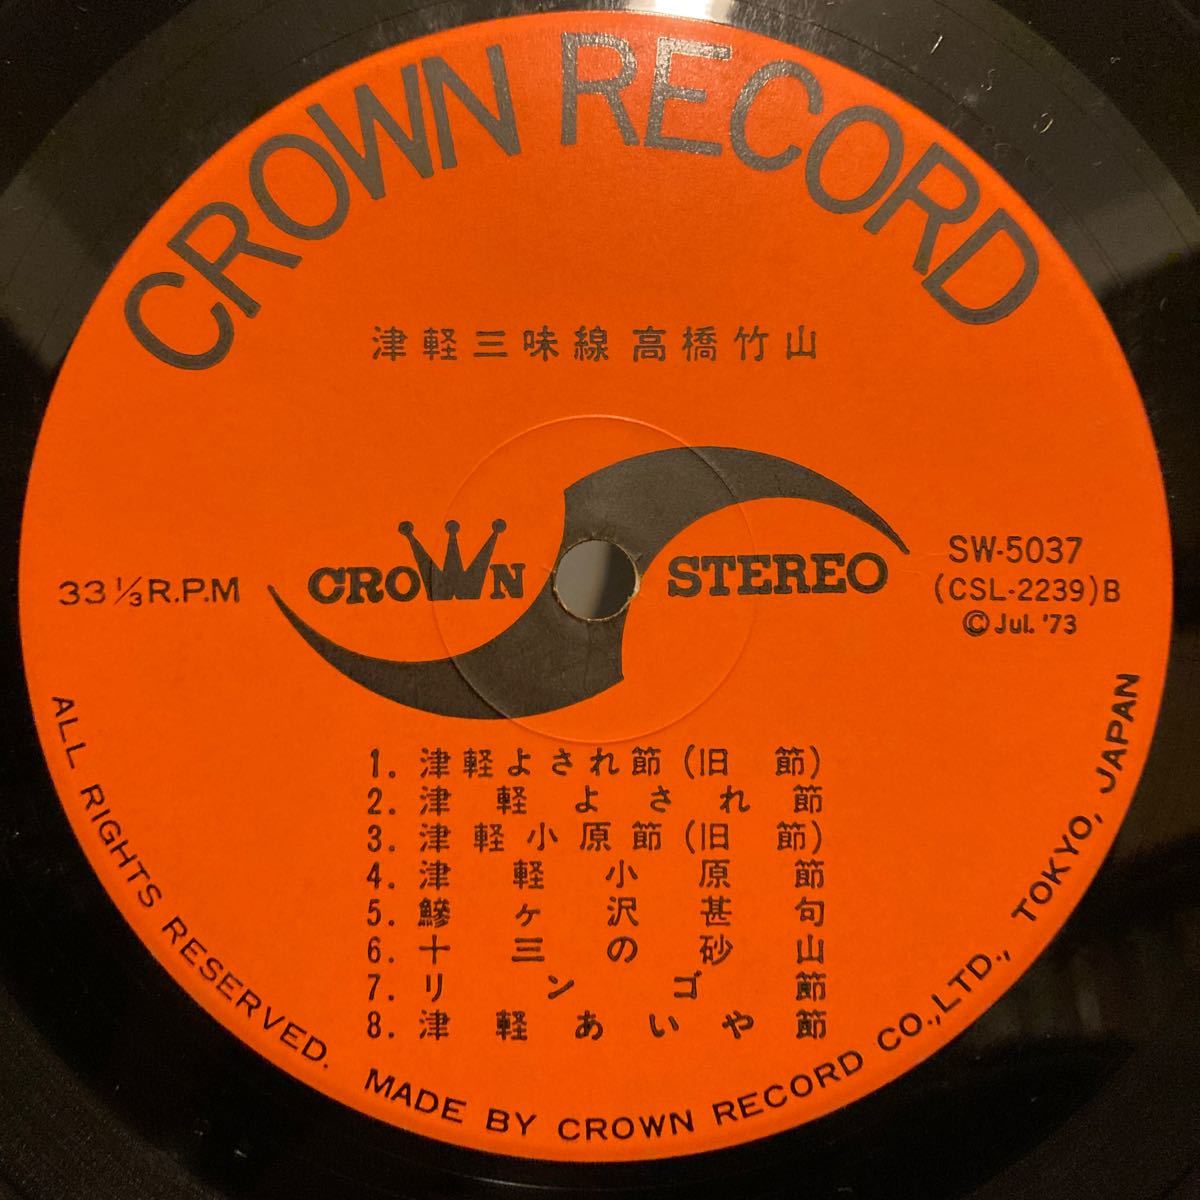 CROWN RECORD
津軽三味線 高橋竹山
33 ⅓ R.P.M
CROWN STEREO
SW-5037
(CSL-2239) B
© Jul. '73
1. 津軽よされ節(旧節)
2. 津軽よされ節
3. 津軽小原節(旧節)
4. 津軽小原節
5. 鰺ヶ沢甚句
6. 十三の砂山
7. リンゴ節
8. 津軽あいや節
ALL RIGHTS RESERVED. MADE BY CROWN RECORD CO.,LTD., TOKYO, JAPAN